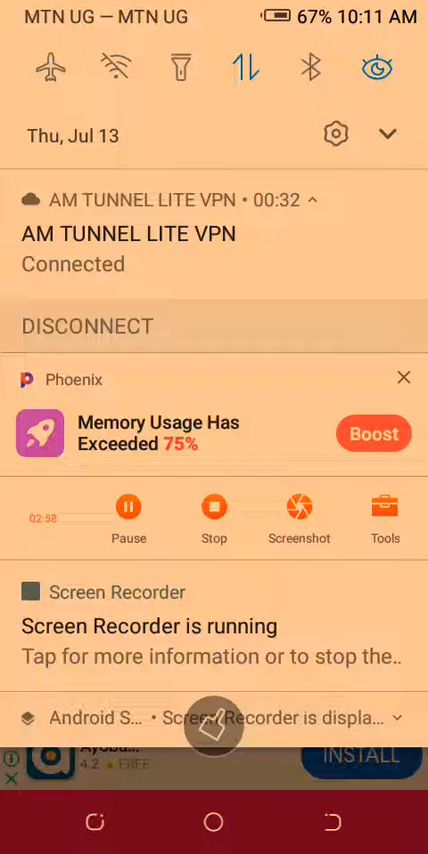 MTN UG — MTN UG 67% 10:11 AM
Thu, Jul 13
AM TUNNEL LITE VPN • 00:32
AM TUNNEL LITE VPN
Connected
DISCONNECT
Phoenix
Memory Usage Has
Exceeded 75%
Boost
02:58
Pause Stop Screenshot Tools
Screen Recorder
Screen Recorder is running
Tap for more information or to stop the..
Android S... • Screen Recorder is displa...
4.2 ★ FREE
INSTALL